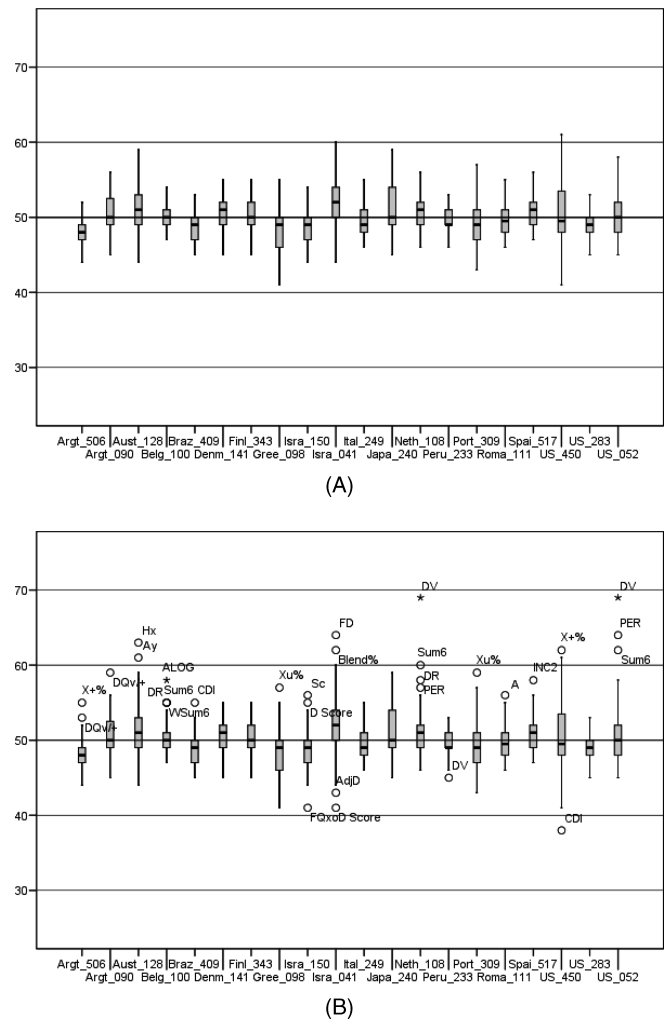 70
60
50
40
30
Argt_506 Aust_128 Braz_409 Finl_343 Isra_150 Ital_249 Neth_108 Port_309 Spai_517 US_283
Argt_090 Belg_100 Denm_141 Gree_098 Isra_041 Japa_240 Peru_233 Roma_111 US_450 US_052
(A)
DV DV
70
FD PER
Hx
Ay Blend% Sum6 X+%
60
ALOG DR Xu% Sum6
X+% DQv/+ DR Sum6 CDI Xu% Sc PER A INC2
DQv/+ WSum6 D Score
50
DV
AdjD
40
FQxoD Score CDI
30
Argt_506 Aust_128 Braz_409 Finl_343 Isra_150 Ital_249 Neth_108 Port_309 Spai_517 US_283
Argt_090 Belg_100 Denm_141 Gree_098 Isra_041 Japa_240 Peru_233 Roma_111 US_450 US_052
(B)